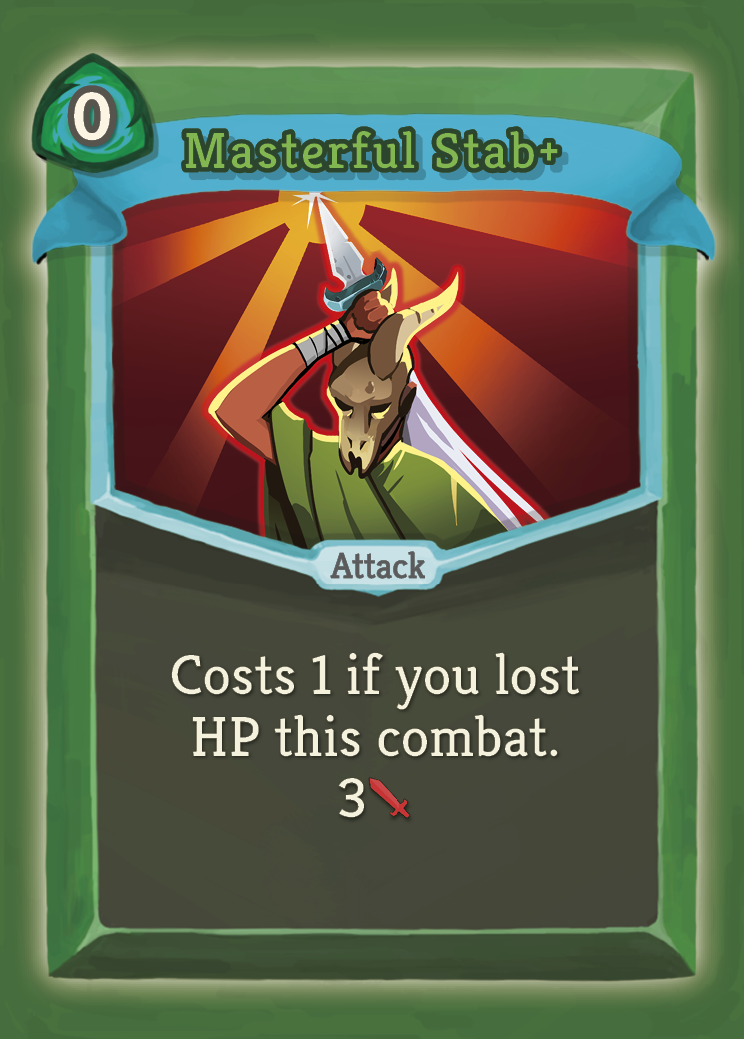 0
Masterful Stab+
Attack
Costs 1 if you lost
HP this combat.
3